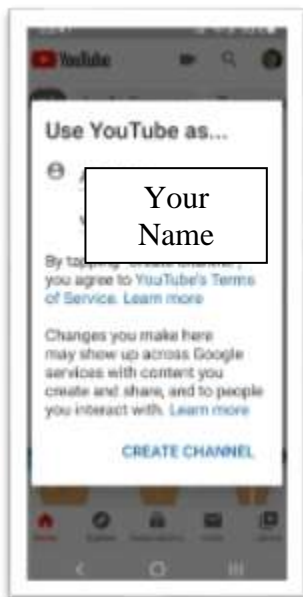 YouTube
Use YouTube as...
Your
Name
By tapping "Create Channel",
you agree to YouTube's Terms
of Service. Learn more
Changes you make here
may show up across Google
services with content you
create and share, and to people
you interact with. Learn more
CREATE CHANNEL
Home